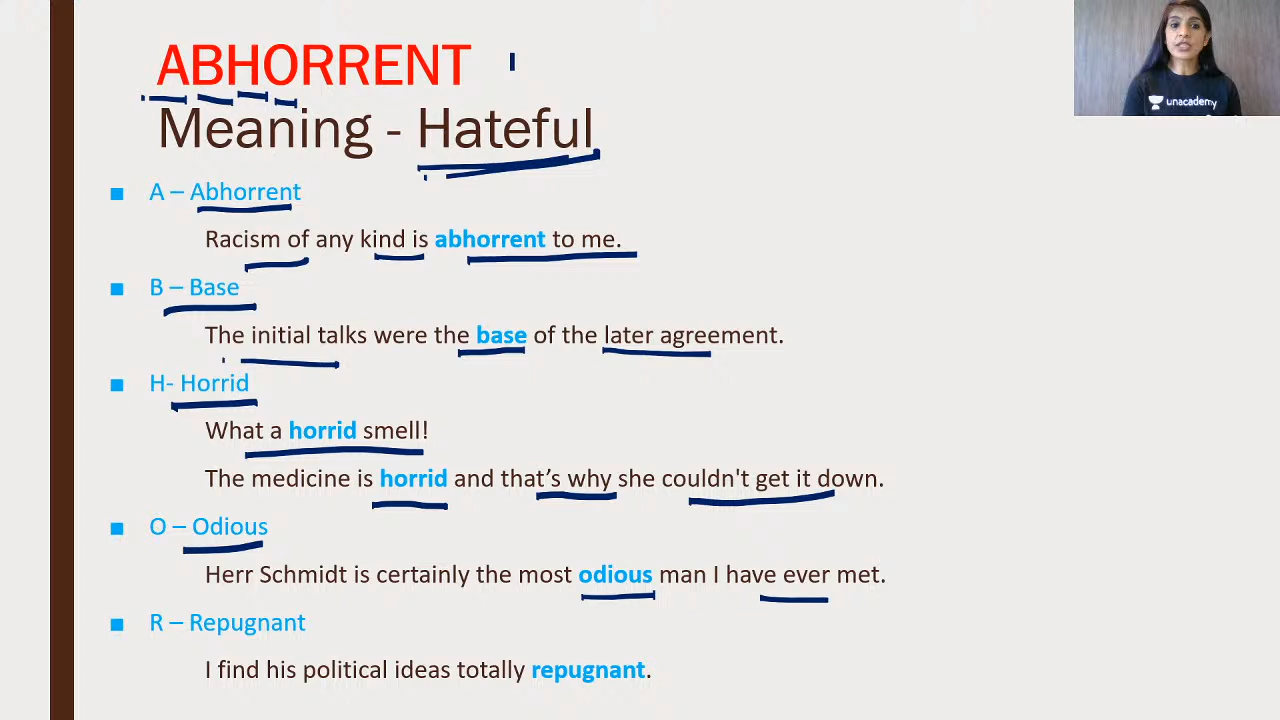 ABHORRENT
Meaning - Hateful
■ A – Abhorrent
Racism of any kind is abhorrent to me.
■ B – Base
The initial talks were the base of the later agreement.
■ H- Horrid
What a horrid smell!
The medicine is horrid and that’s why she couldn't get it down.
■ O – Odious
Herr Schmidt is certainly the most odious man I have ever met.
■ R – Repugnant
I find his political ideas totally repugnant.
unacademy